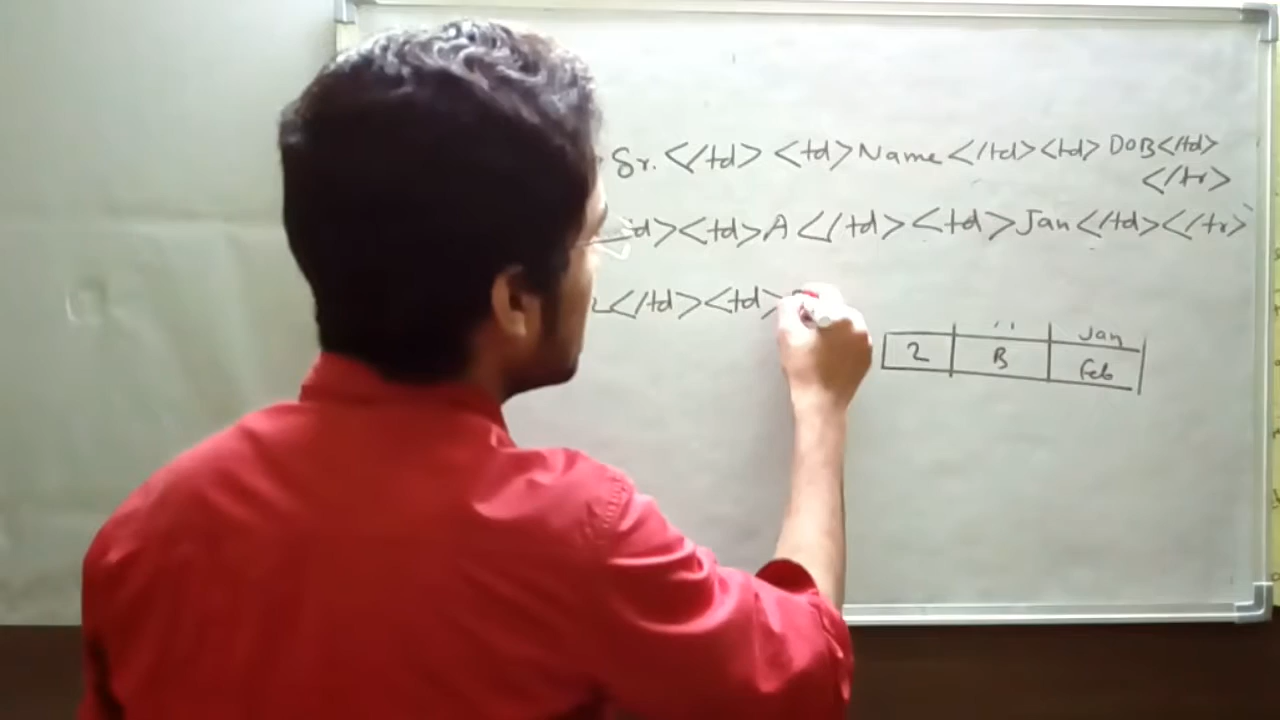 Sr.</td> <td>Name</td><td> DOB</td>
</tr>
d><td>A</td><td>Jan</td></tr>
2</td><td>
Jan
2 B Feb